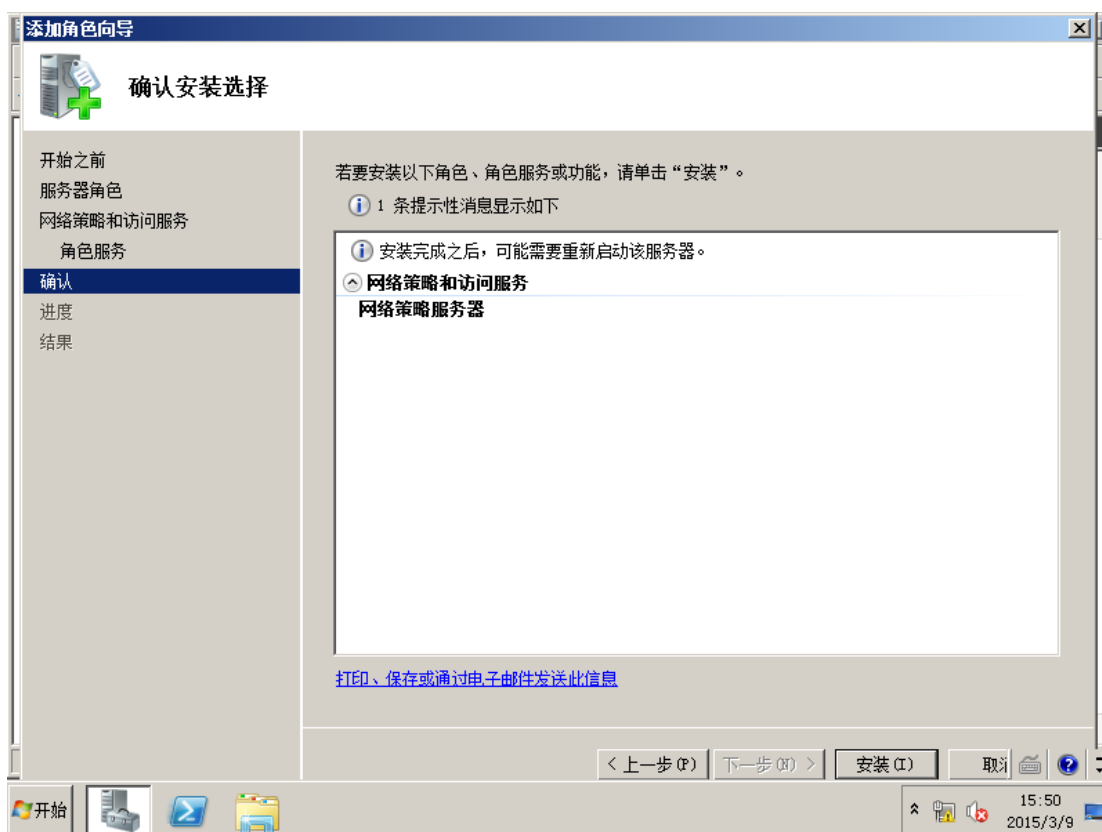 添加角色向导
确认安装选择
开始之前
服务器角色
网络策略和访问服务
角色服务
确认
进度
结果
若要安装以下角色、角色服务或功能，请单击“安装”。
1 条提示性消息显示如下
安装完成之后，可能需要重新启动该服务器。
网络策略和访问服务
网络策略服务器
打印、保存或通过电子邮件发送此信息
< 上一步(P) 下一步(N) > 安装(I) 取
开始
15:50
2015/3/9